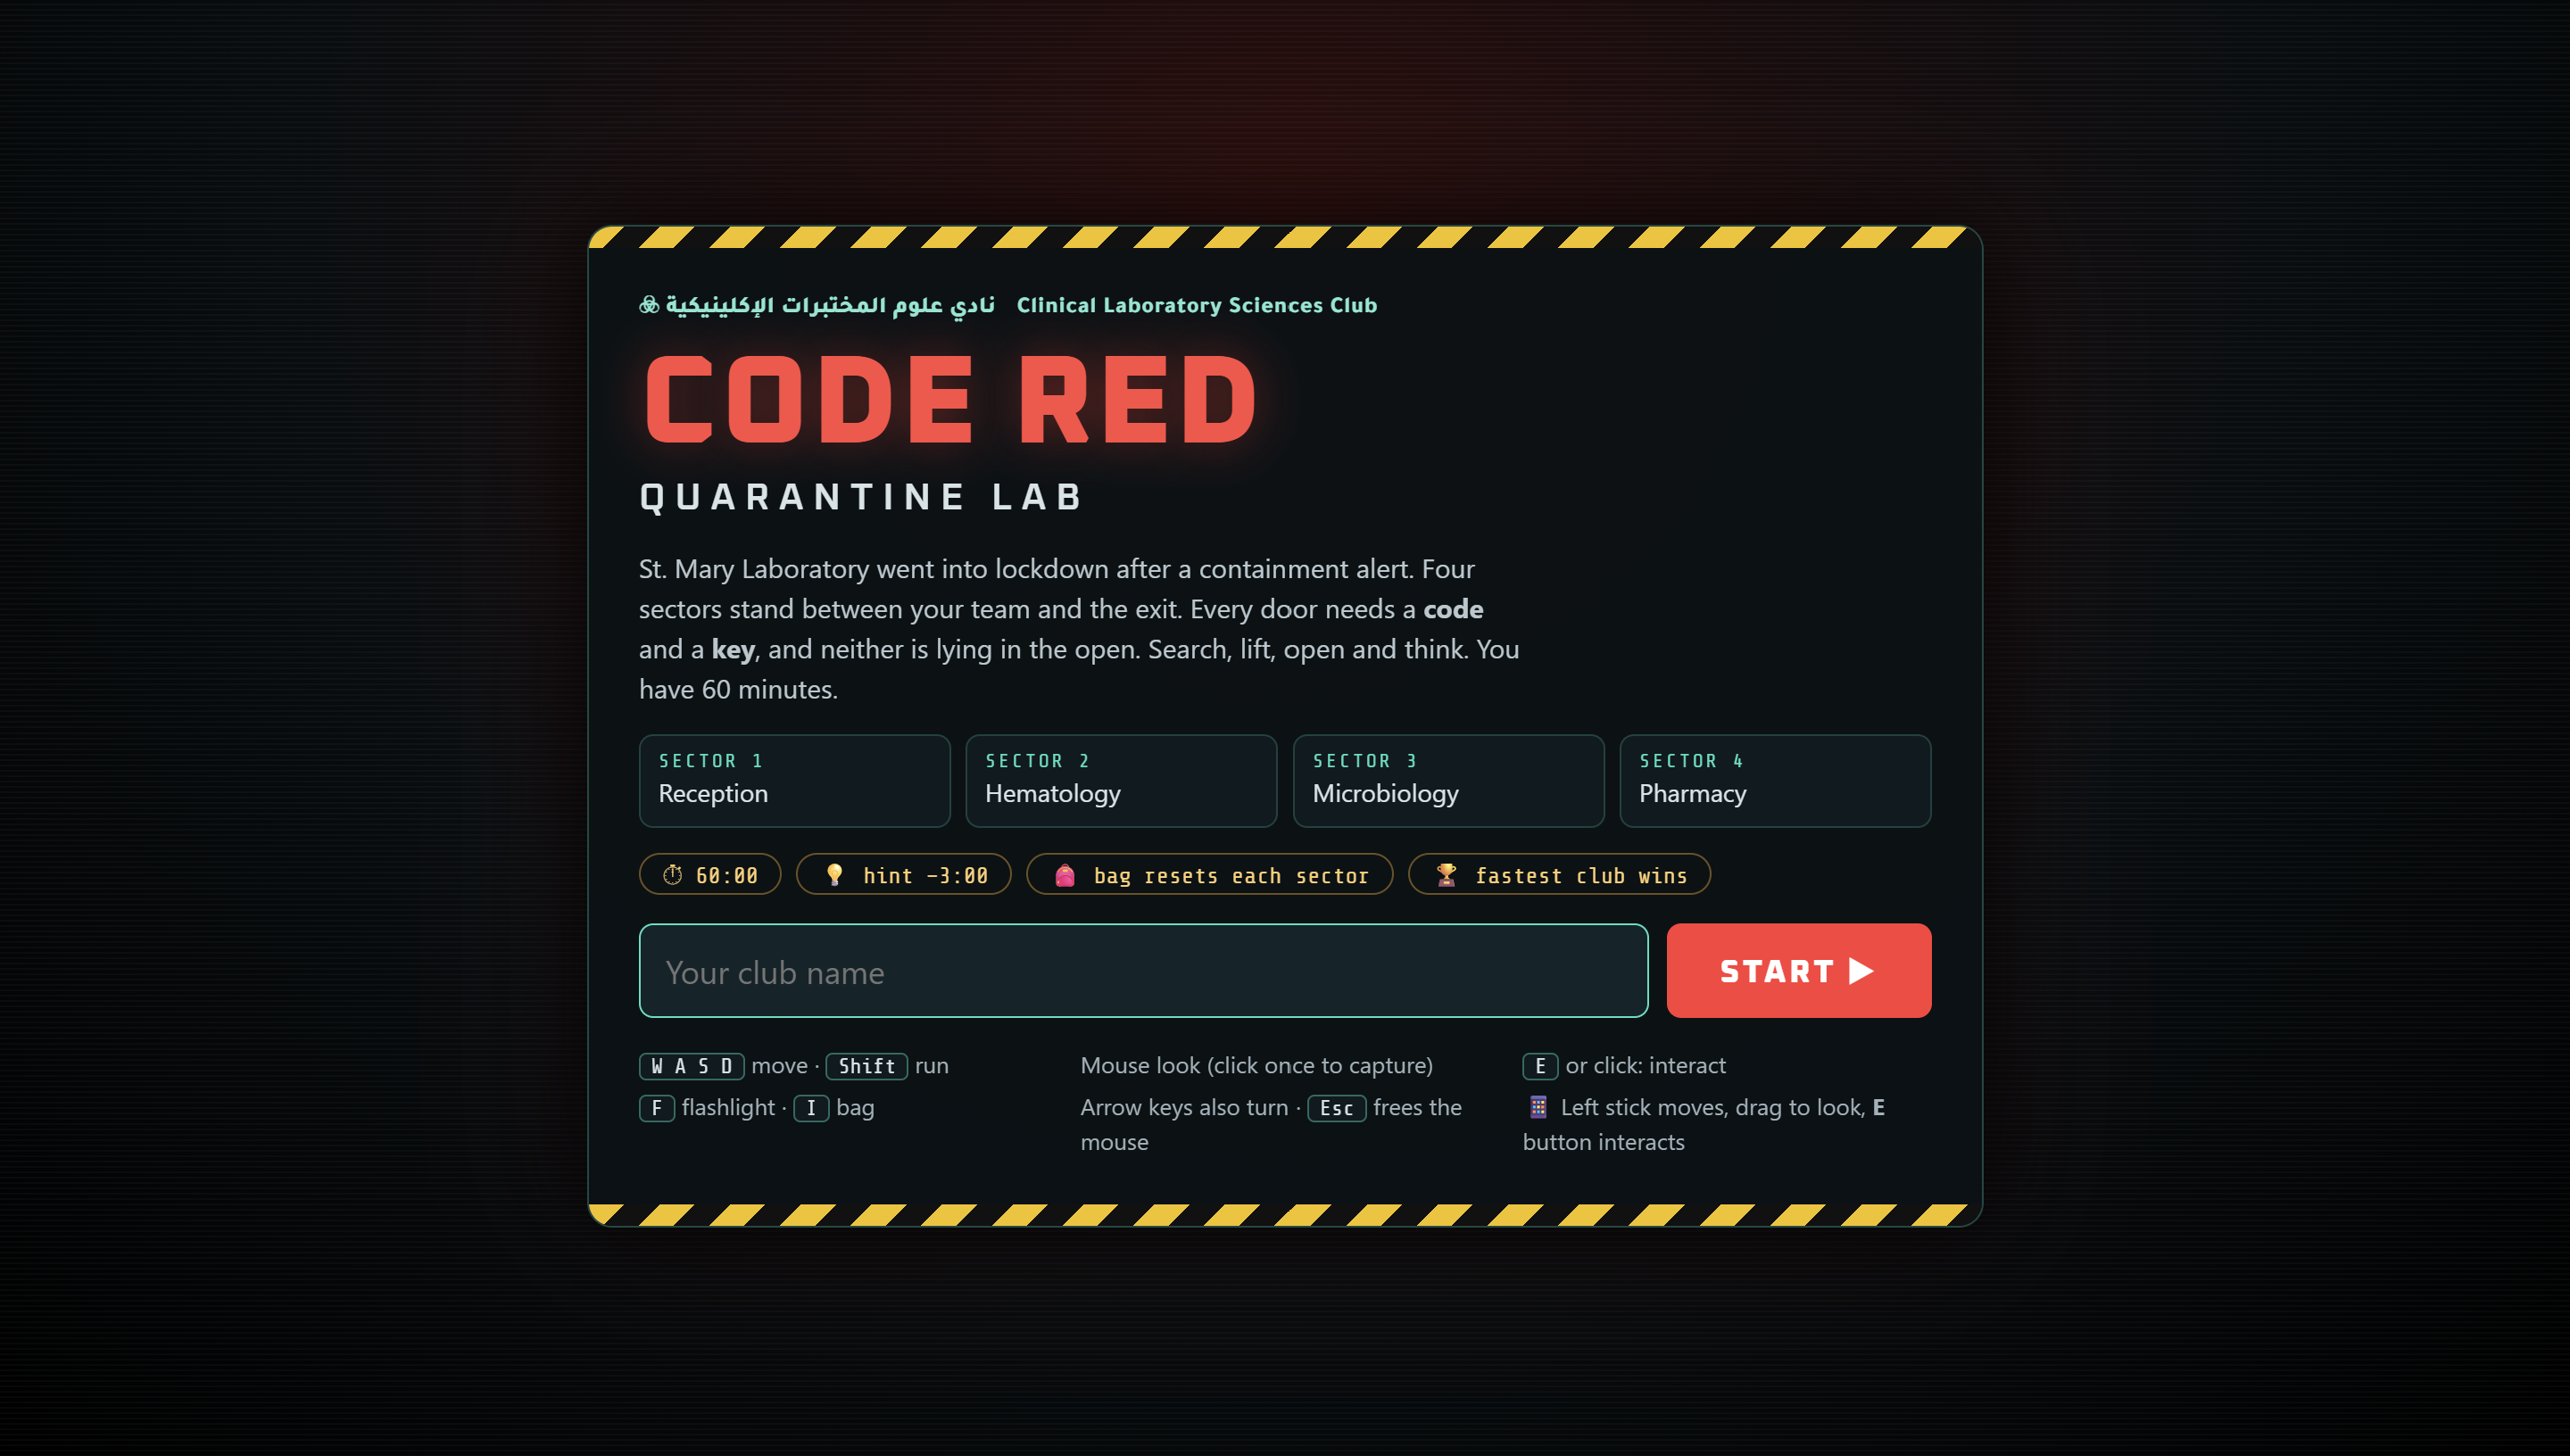 نادي علوم المختبرات الإكلينيكية Clinical Laboratory Sciences Club
CODE RED
QUARANTINE LAB
St. Mary Laboratory went into lockdown after a containment alert. Four
sectors stand between your team and the exit. Every door needs a code
and a key, and neither is lying in the open. Search, lift, open and think. You
have 60 minutes.
SECTOR 1
Reception
SECTOR 2
Hematology
SECTOR 3
Microbiology
SECTOR 4
Pharmacy
⏱ 60:00
💡 hint −3:00
🎒 bag resets each sector
🏆 fastest club wins
Your club name
START ▶
W A S D move · Shift run
Mouse look (click once to capture)
E or click: interact
F flashlight · I bag
Arrow keys also turn · Esc frees the
mouse
📱 Left stick moves, drag to look, E
button interacts